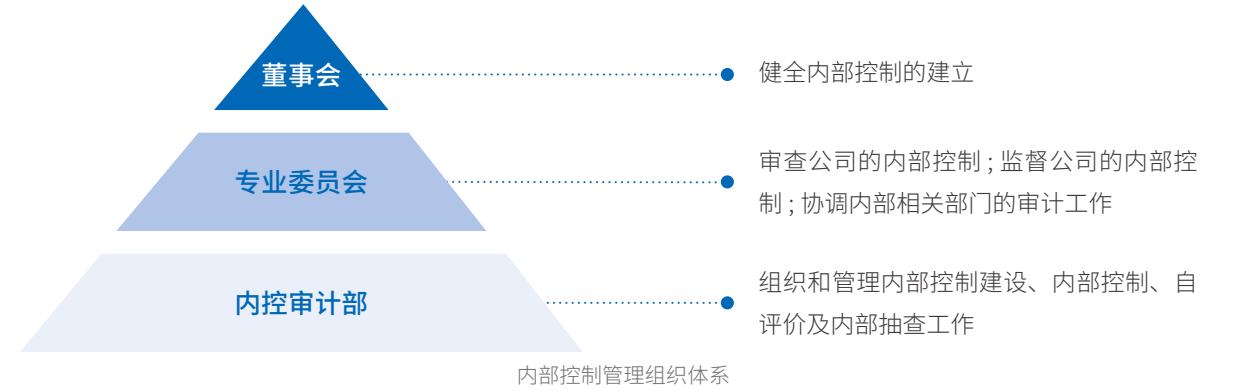 董事会
健全内部控制的建立
专业委员会
审查公司的内部控制 ; 监督公司的内部控
制 ; 协调内部相关部门的审计工作
内控审计部
组织和管理内部控制建设、内部控制、自
评价及内部抽查工作
内部控制管理组织体系